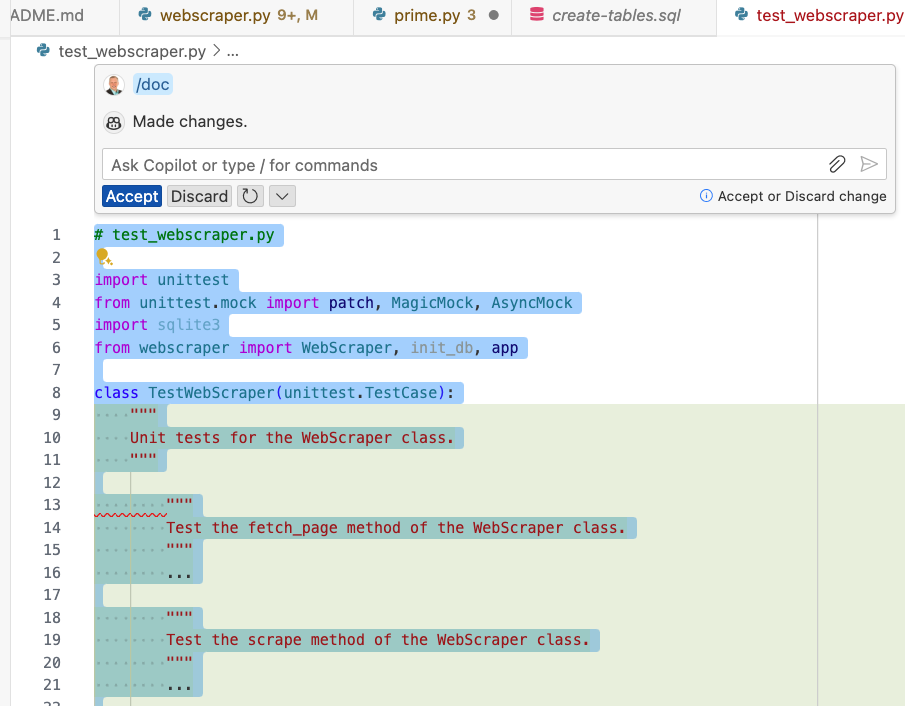 ADME.md webscraper.py 9+, M prime.py 3 create-tables.sql test_webscraper.py
test_webscraper.py > ...
/doc
Made changes.
Ask Copilot or type / for commands
Accept Discard Accept or Discard change
1 # test_webscraper.py
2
3 import unittest
4 from unittest.mock import patch, MagicMock, AsyncMock
5 import sqlite3
6 from webscraper import WebScraper, init_db, app
7
8 class TestWebScraper(unittest.TestCase):
9 """
10 Unit tests for the WebScraper class.
11 """
12
13 """
14 Test the fetch_page method of the WebScraper class.
15 """
16 ...
17
18 """
19 Test the scrape method of the WebScraper class.
20 """
21 ...